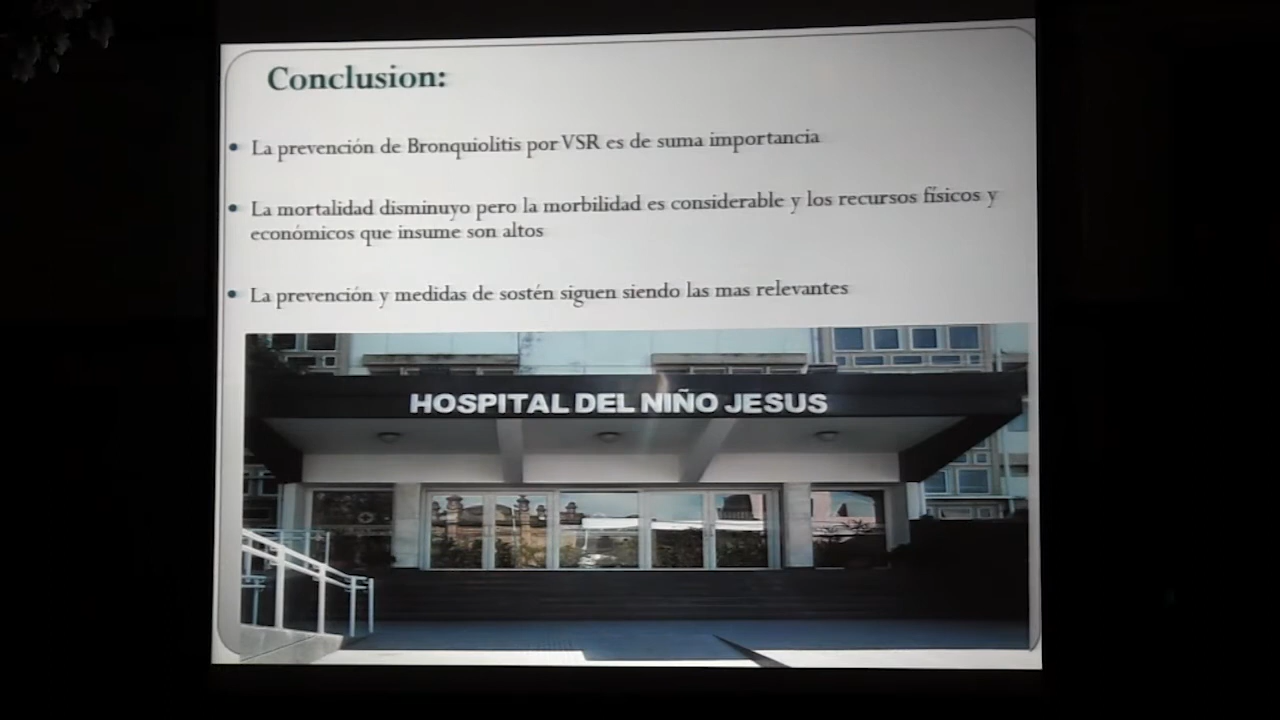 Conclusion:
• La prevención de Bronquiolitis por VSR es de suma importancia
• La mortalidad disminuyo pero la morbilidad es considerable y los recursos físicos y
económicos que insume son altos
• La prevención y medidas de sostén siguen siendo las mas relevantes
HOSPITAL DEL NIÑO JESUS